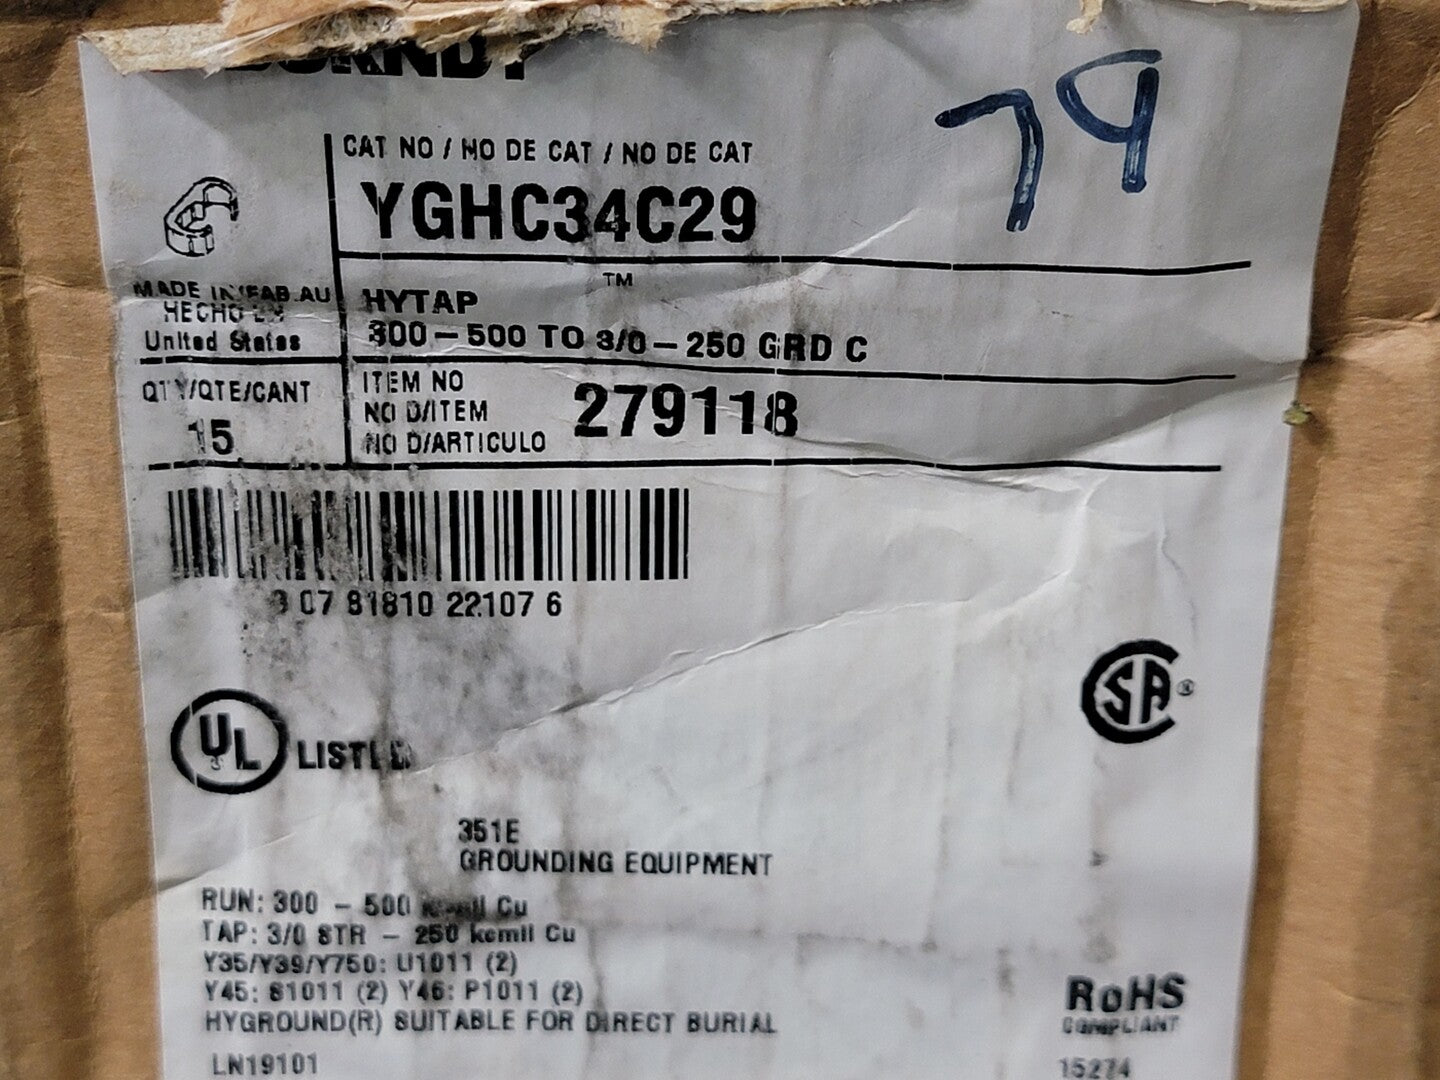 BURNDY
79
CAT NO / NO DE CAT / NO DE CAT
YGHC34C29
MADE IN/FAB.AU
HECHO EN
United States
HYTAP™
300 – 500 TO 3/0 – 250 GRD C
QTY/QTE/CANT
15
ITEM NO
NO D/ITEM
NO D/ARTICULO
279118
07 81810 22107 6
UL LISTED
CSA®
351E
GROUNDING EQUIPMENT
RUN: 300 – 500 kcmil Cu
TAP: 3/0 STR – 250 kcmil Cu
Y35/Y39/Y750: U1011 (2)
Y45: S1011 (2) Y46: P1011 (2)
HYGROUND(R) SUITABLE FOR DIRECT BURIAL
LN19101
RoHS
COMPLIANT
15274